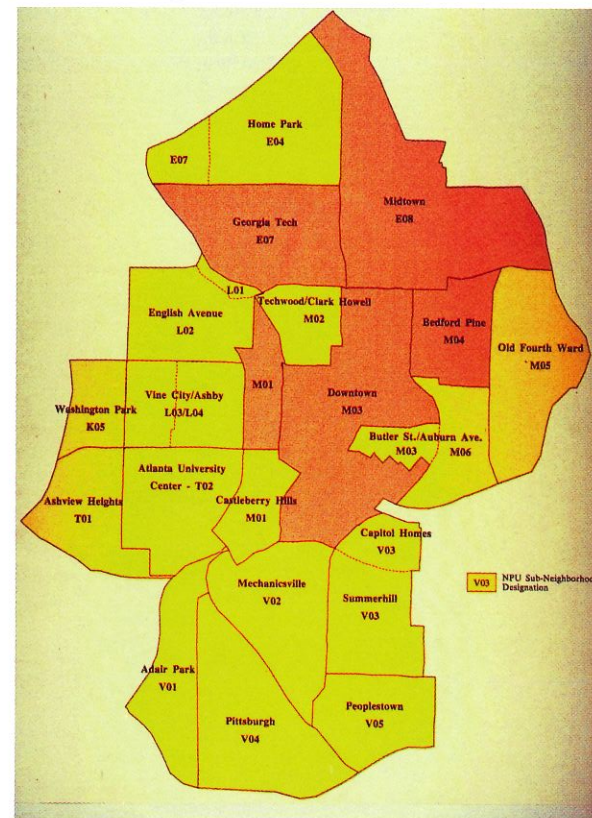 Home Park
E04
E07
Midtown
E08
Georgia Tech
E07
L01
Techwood/Clark Howell
M02
English Avenue
L02
Bedford Pine
M04
Old Fourth Ward
M05
M01
Downtown
M03
Vine City/Ashby
L03/L04
Washington Park
K05
Butler St./Auburn Ave.
M03
M06
Atlanta University
Center - T02
Ashview Heights
T01
Castleberry Hills
M01
Capitol Homes
V03
Mechanicsville
V02
Summerhill
V03
V03
NPU Sub-Neighborhoo
Designation
Adair Park
V01
Peoplestown
V05
Pittsburgh
V04